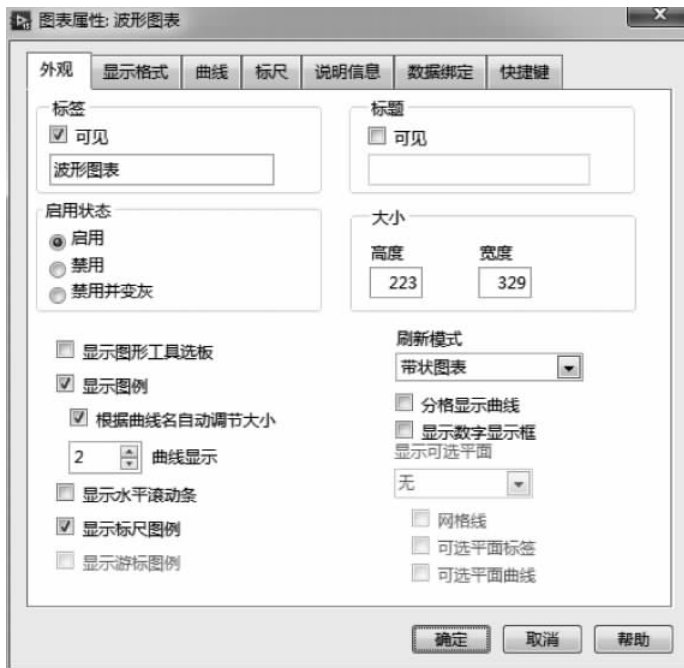 图表属性: 波形图表
外观 显示格式 曲线 标尺 说明信息 数据绑定 快捷键
标签
可见
波形图表
标题
可见
启用状态
启用
禁用
禁用并变灰
大小
高度 宽度
223 329
显示图形工具选板
显示图例
根据曲线名自动调节大小
2 曲线显示
显示水平滚动条
显示标尺图例
显示游标图例
刷新模式
带状图表
分格显示曲线
显示数字显示框
显示可选平面
无
网格线
可选平面标签
可选平面曲线
确定 取消 帮助